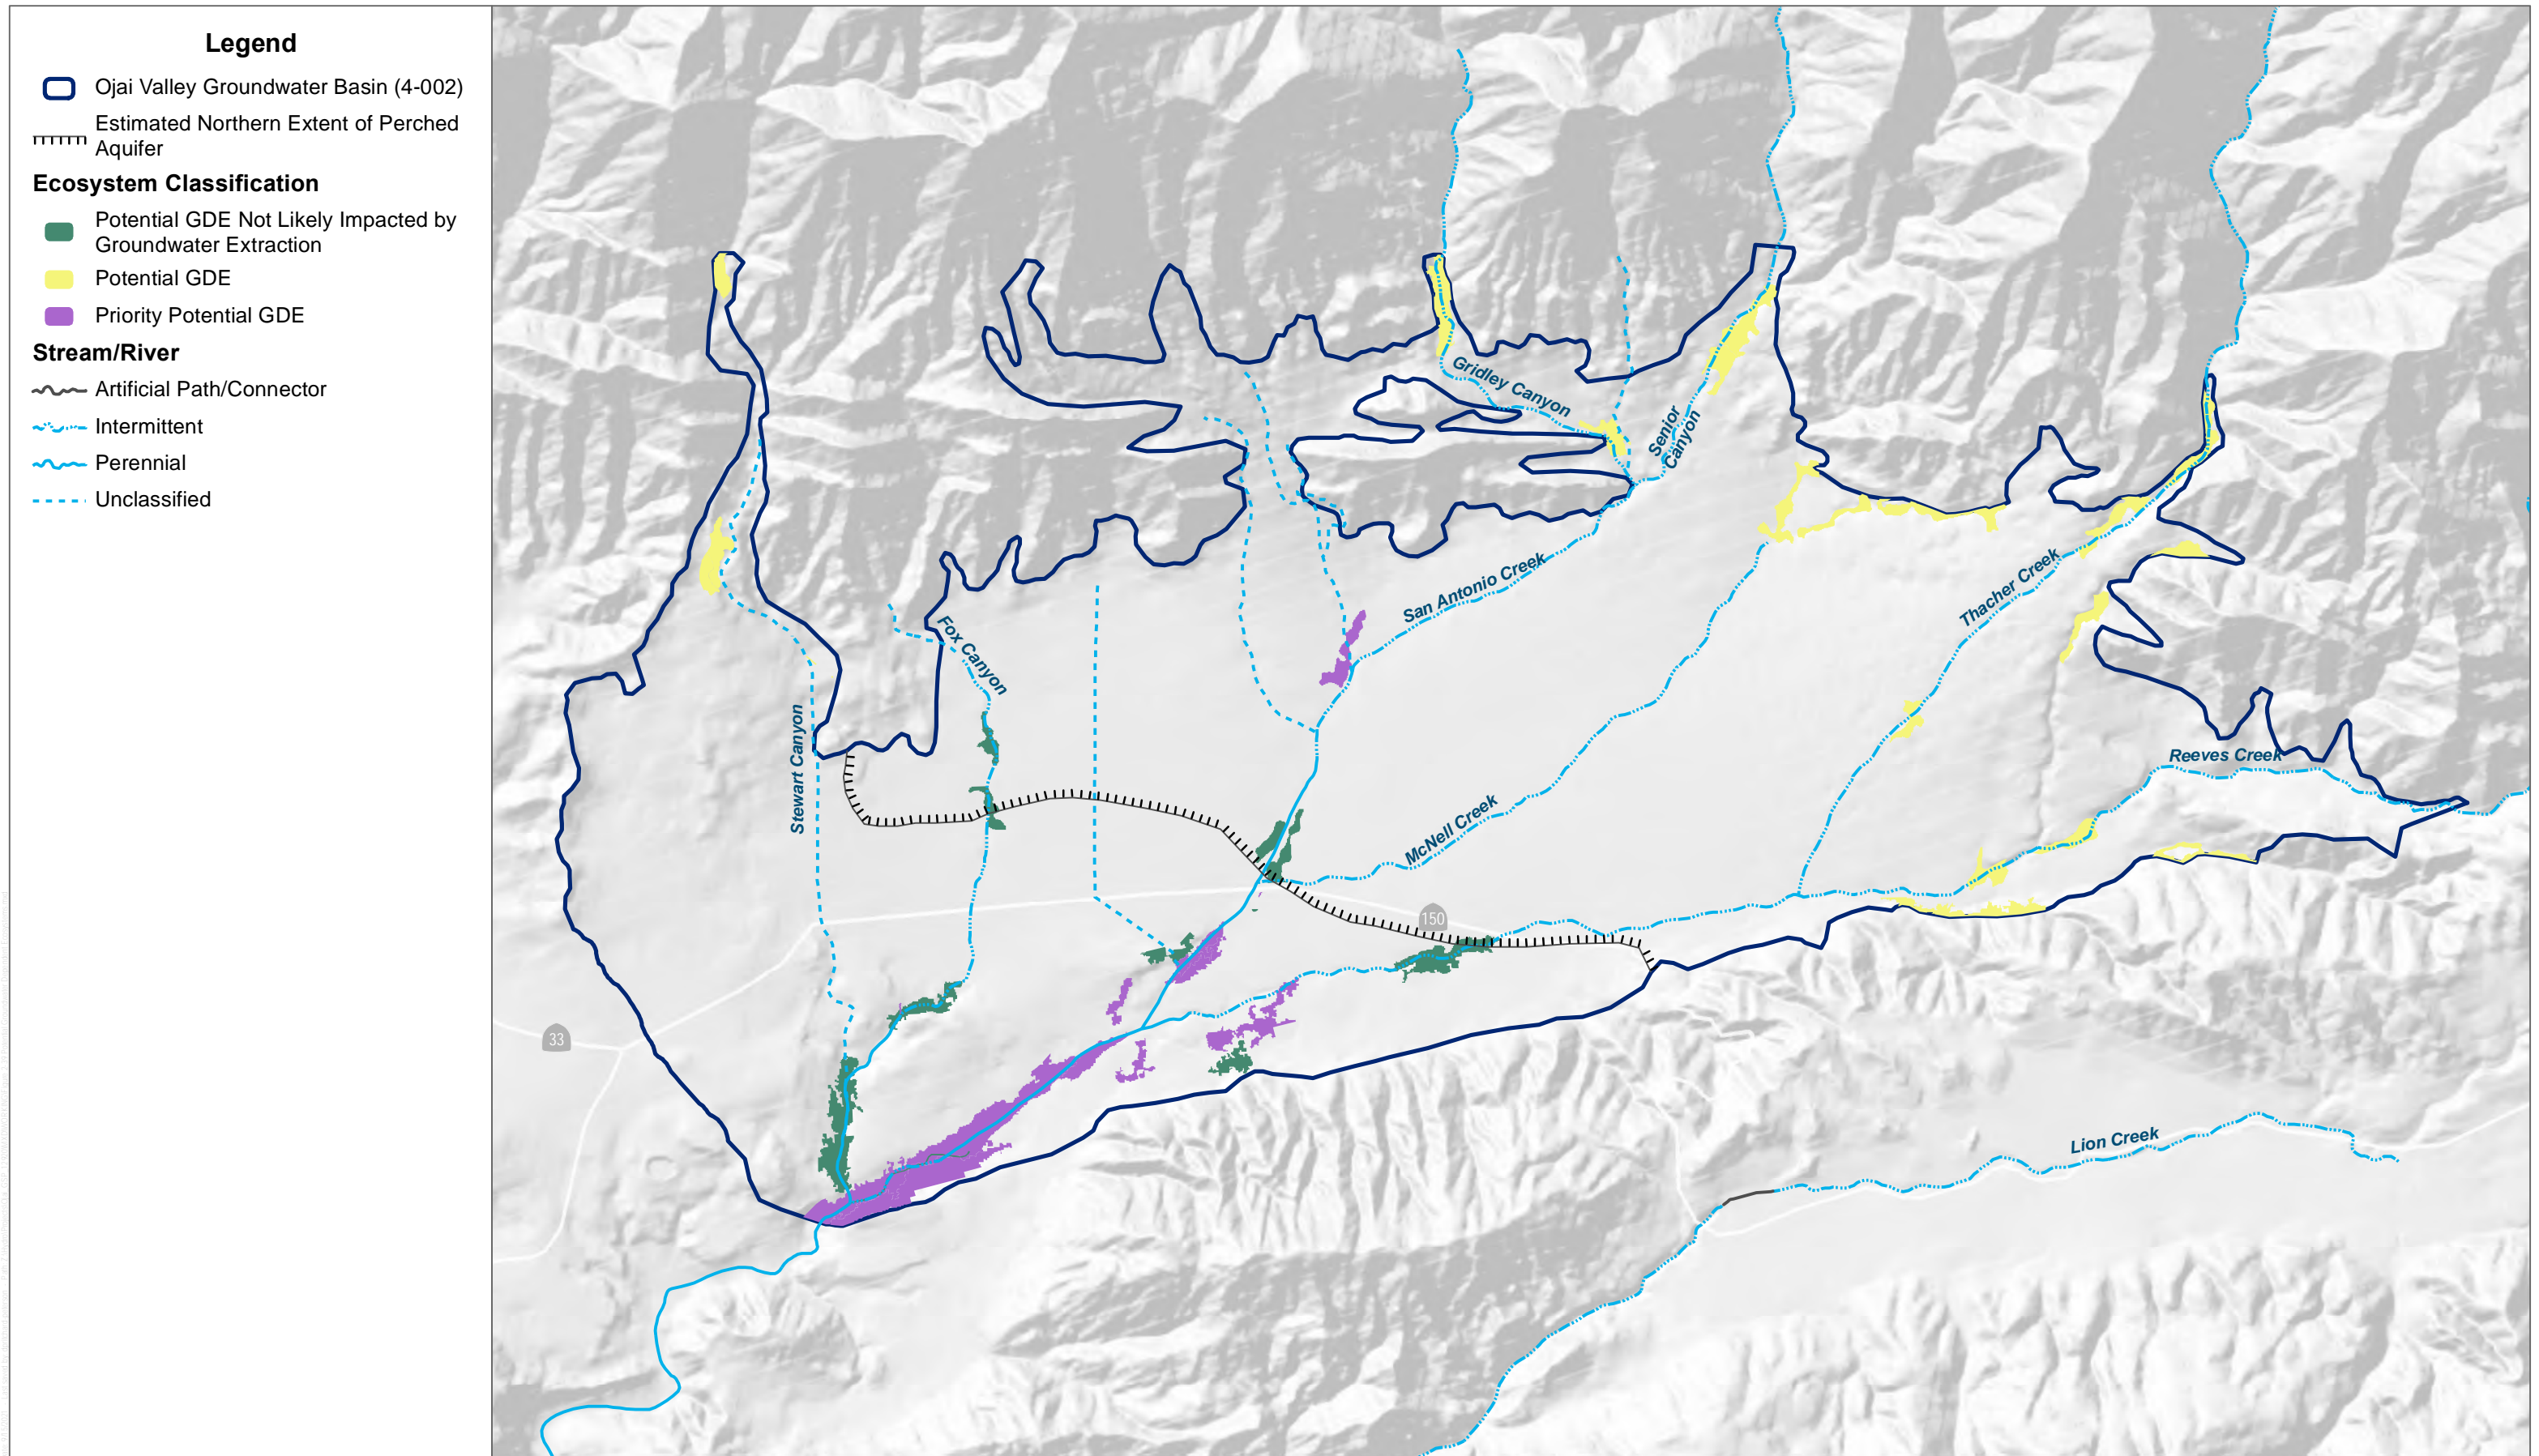 Legend
Ojai Valley Groundwater Basin (4-002)
Estimated Northern Extent of Perched
Aquifer
Ecosystem Classification
Potential GDE Not Likely Impacted by
Groundwater Extraction
Potential GDE
Priority Potential GDE
Stream/River
Artificial Path/Connector
Intermittent
Perennial
Unclassified
Gridley Canyon
Senior
Canyon
San Antonio Creek
Thacher Creek
Fox Canyon
Stewart Canyon
Reeves Creek
McNell Creek
150
33
Lion Creek